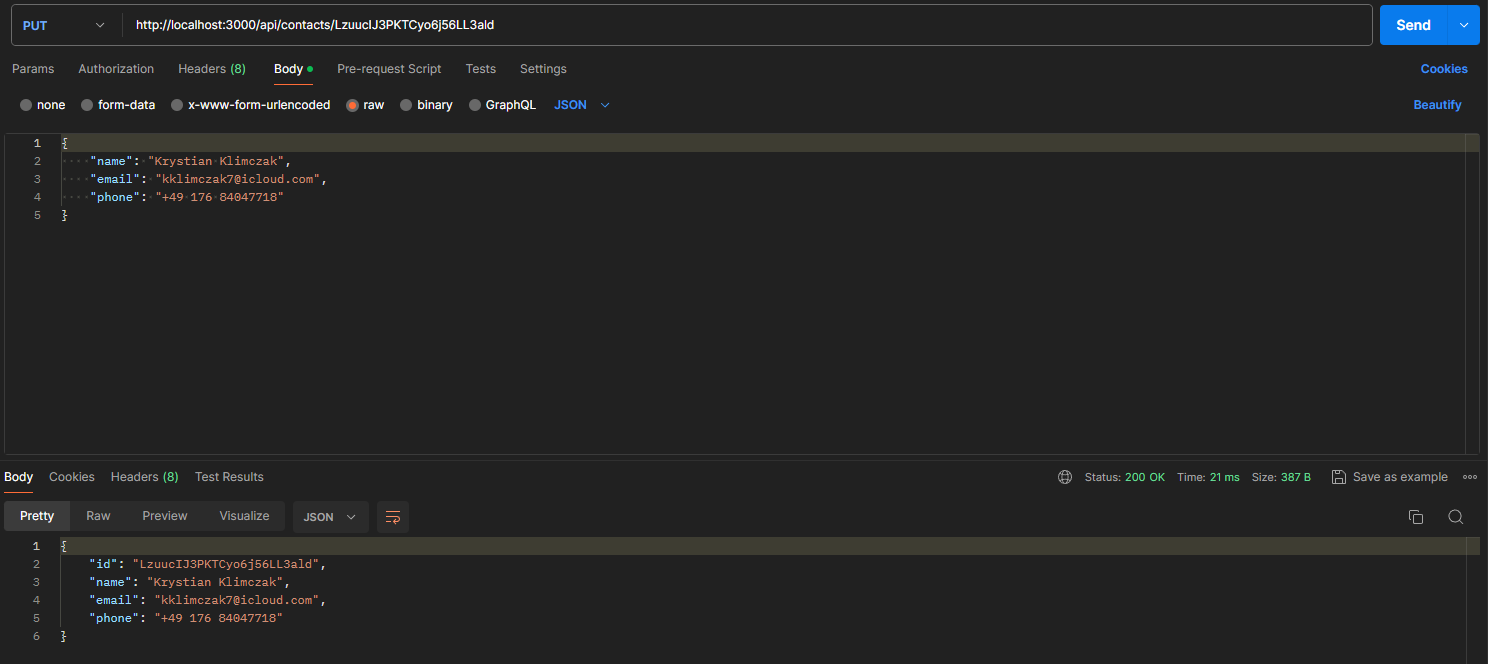 PUT http://localhost:3000/api/contacts/LzuucIJ3PKTCyo6j56LL3ald Send
Params Authorization Headers (8) Body Pre-request Script Tests Settings Cookies
none form-data x-www-form-urlencoded raw binary GraphQL JSON Beautify
1 {
2 "name": "Krystian Klimczak",
3 "email": "kklimczak7@icloud.com",
4 "phone": "+49 176 84047718"
5 }
Body Cookies Headers (8) Test Results Status: 200 OK Time: 21 ms Size: 387 B Save as example
Pretty Raw Preview Visualize JSON
1 {
2 "id": "LzuucIJ3PKTCyo6j56LL3ald",
3 "name": "Krystian Klimczak",
4 "email": "kklimczak7@icloud.com",
5 "phone": "+49 176 84047718"
6 }